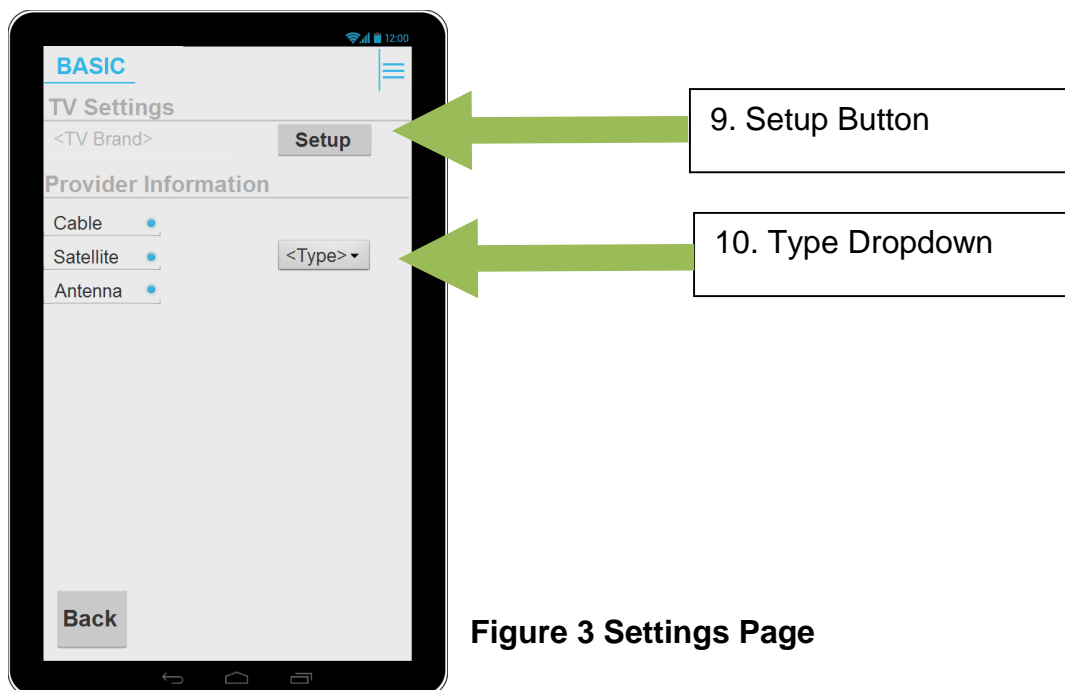 12:00
BASIC
TV Settings
<TV Brand>
Setup
9. Setup Button
Provider Information
Cable
Satellite
<Type>
10. Type Dropdown
Antenna
Back
Figure 3 Settings Page